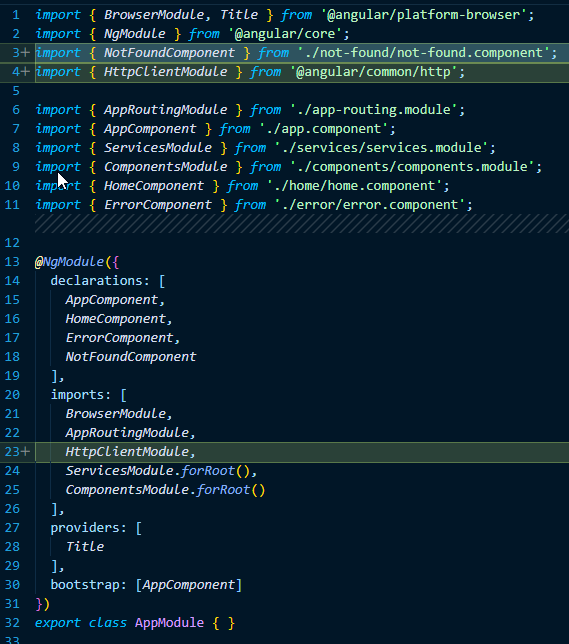 1 import { BrowserModule, Title } from '@angular/platform-browser';
2 import { NgModule } from '@angular/core';
3+ import { NotFoundComponent } from './not-found/not-found.component';
4+ import { HttpClientModule } from '@angular/common/http';
5
6 import { AppRoutingModule } from './app-routing.module';
7 import { AppComponent } from './app.component';
8 import { ServicesModule } from './services/services.module';
9 import { ComponentsModule } from './components/components.module';
10 import { HomeComponent } from './home/home.component';
11 import { ErrorComponent } from './error/error.component';
12
13 @NgModule({
14   declarations: [
15     AppComponent,
16     HomeComponent,
17     ErrorComponent,
18     NotFoundComponent
19   ],
20   imports: [
21     BrowserModule,
22     AppRoutingModule,
23+     HttpClientModule,
24     ServicesModule.forRoot(),
25     ComponentsModule.forRoot()
26   ],
27   providers: [
28     Title
29   ],
30   bootstrap: [AppComponent]
31 })
32 export class AppModule { }
33